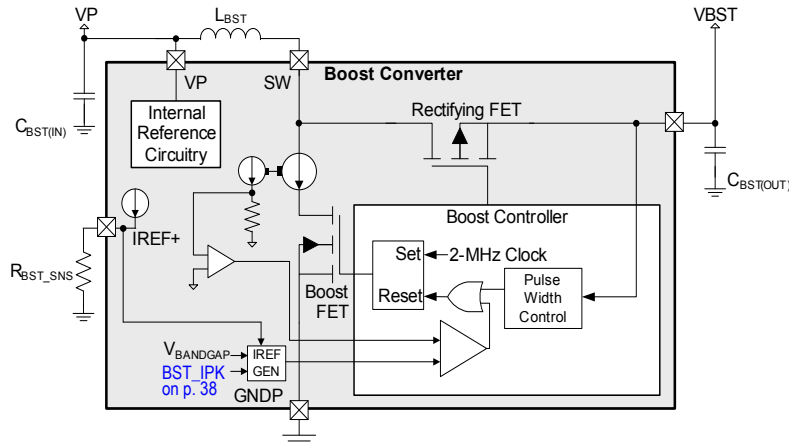 VP
LBST
VBST
Boost Converter
VP
SW
Internal
Reference
Circuitry
Rectifying FET
CBST(IN)
CBST(OUT)
IREF+
Boost Controller
RBST_SNS
Set
2-MHz Clock
Reset
Pulse
Width
Control
Boost
FET
VBANDGAP
IREF
GEN
BST_IPK
on p. 38
GNDP